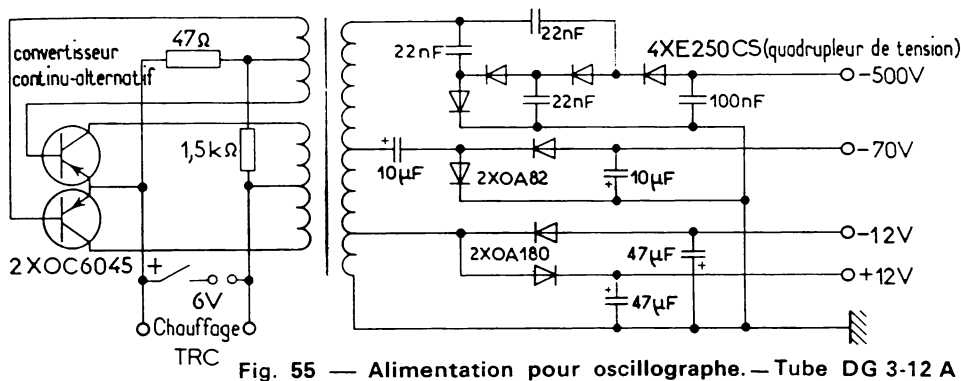 convertisseur
continu-alternatif
47Ω
1,5kΩ
2XOC6045
+
6V
Chauffage
TRC
22nF
22nF
22nF
4XE250CS(quadrupleur de tension)
100nF
-500V
+
10µF
2XOA82
+
10µF
-70V
2XOA180
47µF
+
-12V
+
47µF
+12V
Fig. 55 — Alimentation pour oscillographe. — Tube DG 3-12 A